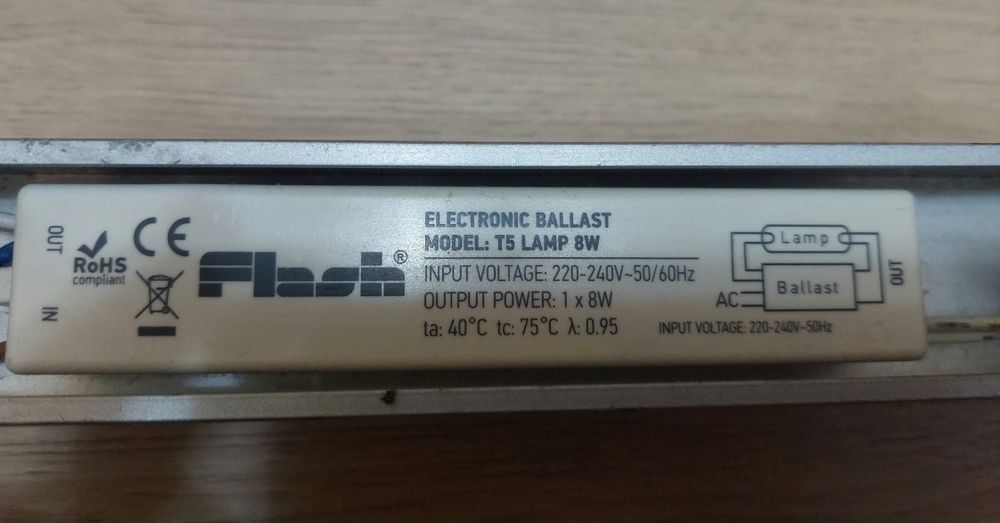 OUT
IN
RoHS
compliant
CE
Flash®
ELECTRONIC BALLAST
MODEL: T5 LAMP 8W
INPUT VOLTAGE: 220-240V~50/60Hz
OUTPUT POWER: 1 x 8W
ta: 40°C tc: 75°C λ: 0.95
Lamp
Ballast
AC
OUT
INPUT VOLTAGE: 220-240V~50Hz